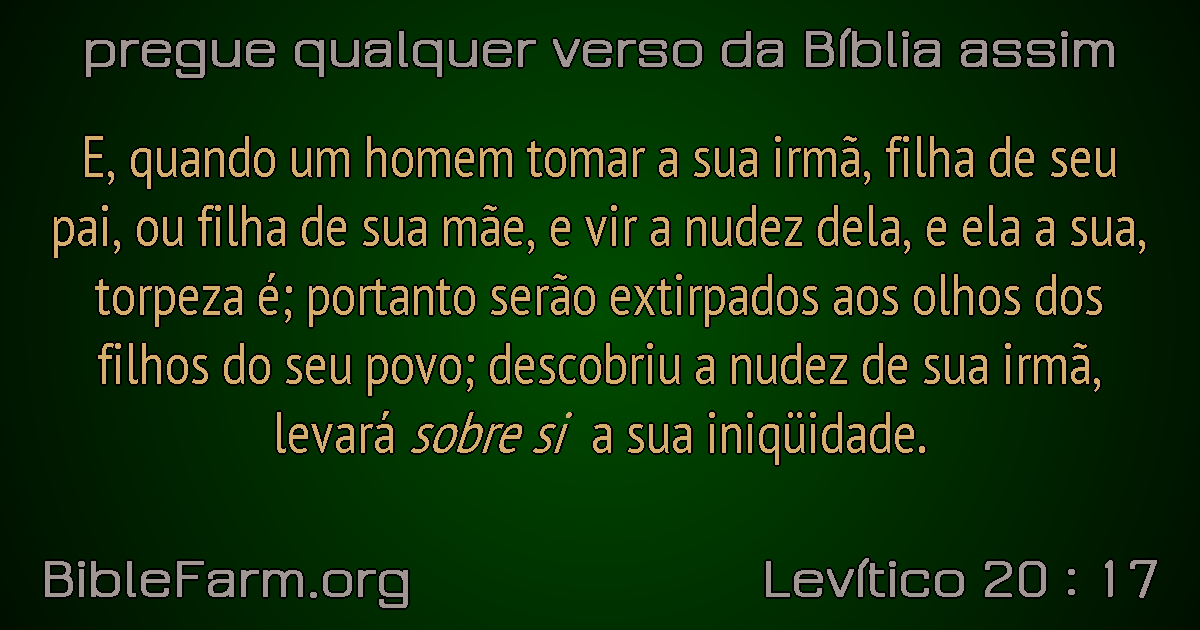 pregue qualquer verso da Bíblia assim
E, quando um homem tomar a sua irmã, filha de seu
pai, ou filha de sua mãe, e vir a nudez dela, e ela a sua,
torpeza é; portanto serão extirpados aos olhos dos
filhos do seu povo; descobriu a nudez de sua irmã,
levará sobre si a sua iniqüidade.
BibleFarm.org
Levítico 20 : 17